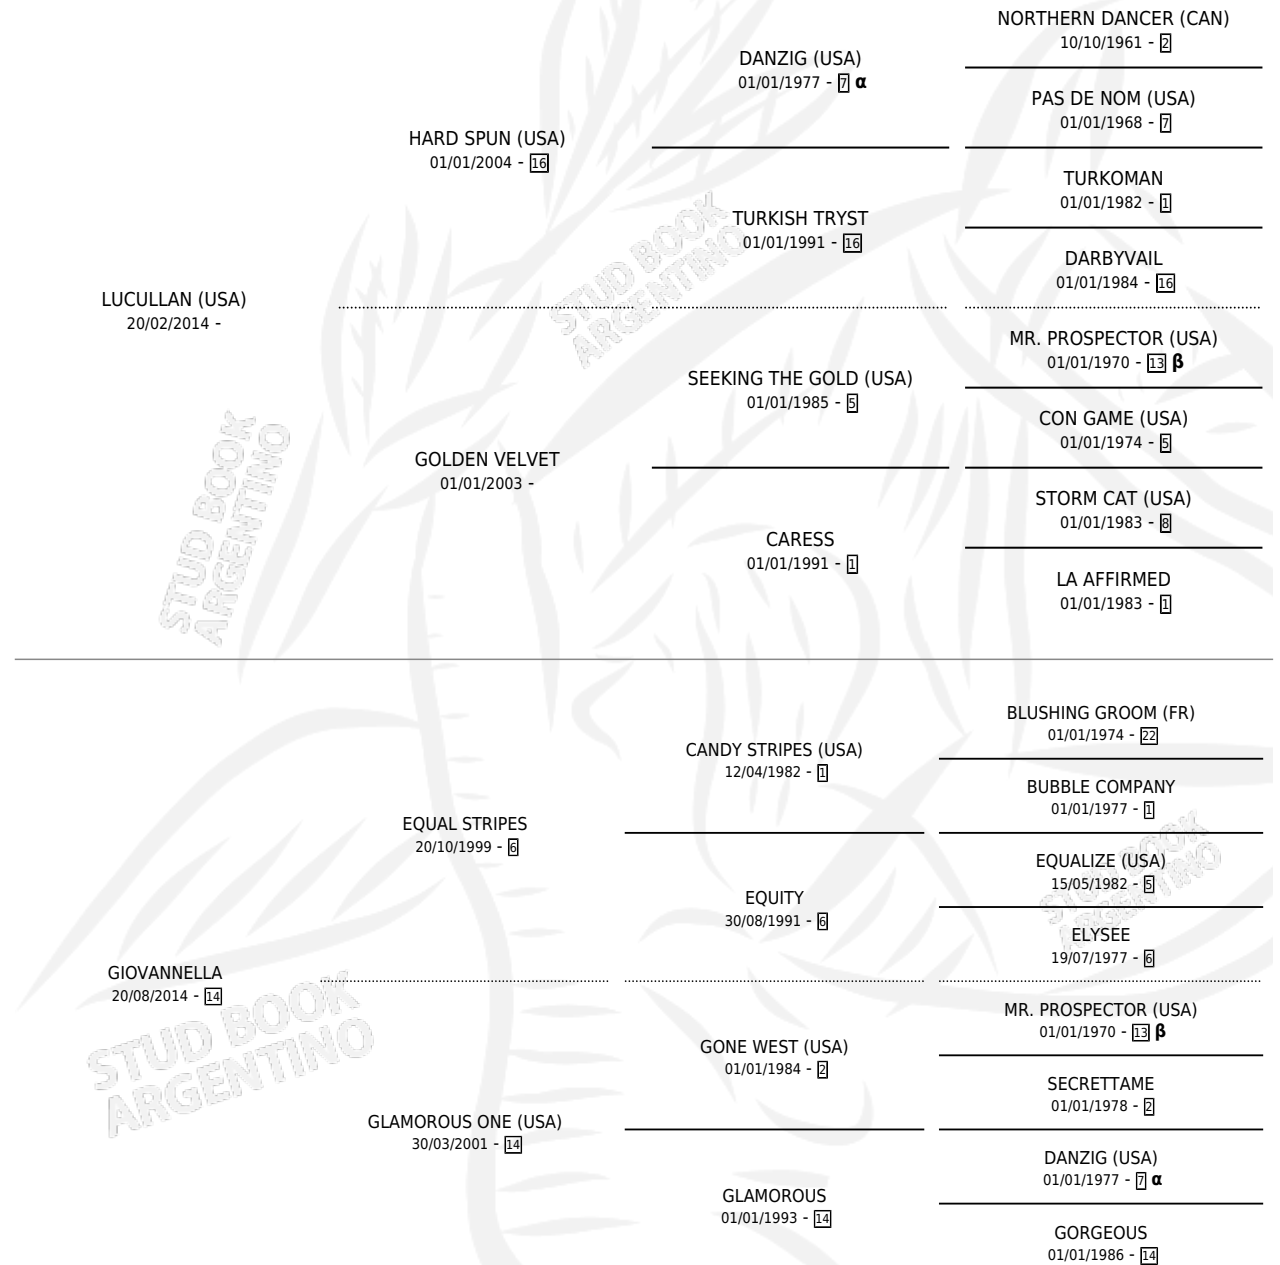 NORTHERN DANCER (CAN)
10/10/1961 - 2
DANZIG (USA)
01/01/1977 - 7 α
PAS DE NOM (USA)
01/01/1968 - 7
HARD SPUN (USA)
01/01/2004 - 16
TURKOMAN
01/01/1982 - 1
TURKISH TRYST
01/01/1991 - 16
DARBYVAIL
01/01/1984 - 16
LUCULLAN (USA)
20/02/2014 -
MR. PROSPECTOR (USA)
01/01/1970 - 13 β
SEEKING THE GOLD (USA)
01/01/1985 - 5
CON GAME (USA)
01/01/1974 - 5
GOLDEN VELVET
01/01/2003 -
STORM CAT (USA)
01/01/1983 - 8
CARESS
01/01/1991 - 1
LA AFFIRMED
01/01/1983 - 1
BLUSHING GROOM (FR)
01/01/1974 - 22
CANDY STRIPES (USA)
12/04/1982 - 1
BUBBLE COMPANY
01/01/1977 - 1
EQUAL STRIPES
20/10/1999 - 6
EQUALIZE (USA)
15/05/1982 - 5
EQUITY
30/08/1991 - 6
ELYSEE
19/07/1977 - 6
GIOVANNELLA
20/08/2014 - 14
MR. PROSPECTOR (USA)
01/01/1970 - 13 β
GONE WEST (USA)
01/01/1984 - 2
SECRETTAME
01/01/1978 - 2
GLAMOROUS ONE (USA)
30/03/2001 - 14
DANZIG (USA)
01/01/1977 - 7 α
GLAMOROUS
01/01/1993 - 14
GORGEOUS
01/01/1986 - 14
STUD BOOK
ARGENTINO
STUD BOOK
ARGENTINO
STUD BOOK
ARGENTINO
STUD BOOK
ARGENTINO